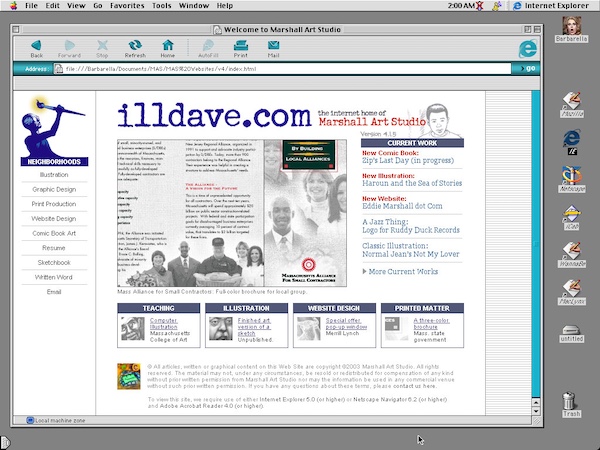 File Edit View Go Favorites Tools Window Help
2:00 AM
Internet Explorer
Welcome to Marshall Art Studio
Back Forward Stop Refresh Home AutoFill Print Mail
Address: file:///Barbarella/Documents/MAS/MAS%20Websites/v4/index.html
go
Barbarella
Mozilla
IE
Netscape
iCab
WannaBe
MacLynx
untitled
Trash
NEIGHBORHOODS
Illustration
Graphic Design
Print Production
Website Design
Comic Book Art
Resume
Sketchbook
Written Word
Email
illdave.com
the internet home of
Marshall Art Studio
Version 4.1.5
BY BUILDING
LOCAL ALLIANCES
THE ALLIANCE:
A VISION FOR THE FUTURE
MASSACHUSETTS ALLIANCE
FOR SMALL CONTRACTORS
Mass Alliance for Small Contractors: Full-color brochure for local group.
CURRENT WORK
New Comic Book:
Zip's Last Day (in progress)
New Illustration:
Haroun and the Sea of Stories
New Website:
Eddie Marshall dot Com
A Jazz Thing:
Logo for Ruddy Duck Records
Classic Illustration:
Normal Jean's Not My Lover
More Current Works
TEACHING
Computer
Illustration
Massachusetts
College of Art
ILLUSTRATION
Finished art
version of a
sketch
Unpublished.
WEBSITE DESIGN
Special offer
pop-up window
Merrill Lynch
PRINTED MATTER
A three-color
brochure
Mass. state
government
© All articles, written or graphical content on this Web Site are copyright ©2003 Marshall Art Studio. All rights
reserved. The material may not, under any circumstances, be resold or redistributed for compensation of any kind
without prior written permission from Marshall Art Studio nor may the information be used in any commercial venue
without such prior written permission. If you have any questions about these terms, please contact us here.
To view this site, we require use of either Internet Explorer 5.0 (or higher) or Netscape Navigator 6.2 (or higher)
and Adobe Acrobat Reader 4.0 (or higher).
Local machine zone